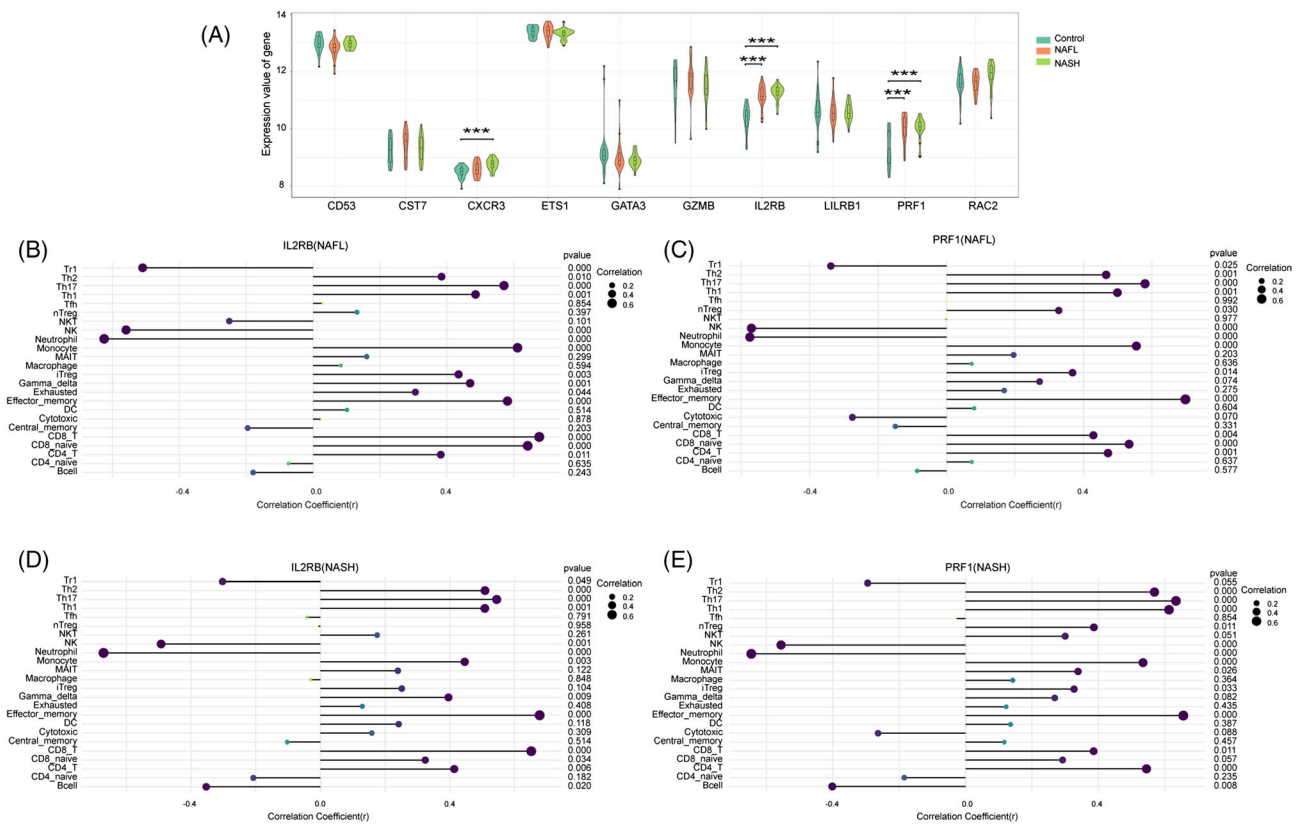 (A)
Expression value of gene
14
12
10
8
*** *** *** *** ***
CD53 CST7 CXCR3 ETS1 GATA3 GZMB IL2RB LILRB1 PRF1 RAC2
Control
NAFL
NASH
(B)
IL2RB(NAFL)
pvalue
Tr1 0.000
Th2 0.010
Th17 0.000
Th1 0.001
Tfh 0.854
nTreg 0.397
NKT 0.101
NK 0.000
Neutrophil 0.000
Monocyte 0.000
MAIT 0.299
Macrophage 0.594
iTreg 0.003
Gamma_delta 0.001
Exhausted 0.044
Effector_memory 0.000
DC 0.514
Cytotoxic 0.878
Central_memory 0.203
CD8_T 0.000
CD8_naive 0.000
CD4_T 0.011
CD4_naive 0.635
Bcell 0.243
-0.4 0.0 0.4
Correlation Coefficient(r)
Correlation
0.2
0.4
0.6
(C)
PRF1(NAFL)
pvalue
Tr1 0.025
Th2 0.001
Th17 0.000
Th1 0.001
Tfh 0.992
nTreg 0.030
NKT 0.977
NK 0.000
Neutrophil 0.000
Monocyte 0.000
MAIT 0.203
Macrophage 0.636
iTreg 0.014
Gamma_delta 0.074
Exhausted 0.275
Effector_memory 0.000
DC 0.604
Cytotoxic 0.070
Central_memory 0.331
CD8_T 0.004
CD8_naive 0.000
CD4_T 0.001
CD4_naive 0.637
Bcell 0.577
-0.4 0.0 0.4
Correlation Coefficient(r)
Correlation
0.2
0.4
0.6
(D)
IL2RB(NASH)
pvalue
Tr1 0.049
Th2 0.000
Th17 0.000
Th1 0.001
Tfh 0.791
nTreg 0.958
NKT 0.261
NK 0.001
Neutrophil 0.000
Monocyte 0.003
MAIT 0.122
Macrophage 0.848
iTreg 0.104
Gamma_delta 0.009
Exhausted 0.408
Effector_memory 0.000
DC 0.118
Cytotoxic 0.309
Central_memory 0.514
CD8_T 0.000
CD8_naive 0.034
CD4_T 0.006
CD4_naive 0.182
Bcell 0.020
-0.4 0.0 0.4
Correlation Coefficient(r)
Correlation
0.2
0.4
0.6
(E)
PRF1(NASH)
pvalue
Tr1 0.055
Th2 0.000
Th17 0.000
Th1 0.000
Tfh 0.854
nTreg 0.011
NKT 0.051
NK 0.000
Neutrophil 0.000
Monocyte 0.000
MAIT 0.026
Macrophage 0.364
iTreg 0.033
Gamma_delta 0.082
Exhausted 0.435
Effector_memory 0.000
DC 0.387
Cytotoxic 0.088
Central_memory 0.457
CD8_T 0.011
CD8_naive 0.057
CD4_T 0.000
CD4_naive 0.235
Bcell 0.008
-0.4 0.0 0.4
Correlation Coefficient(r)
Correlation
0.2
0.4
0.6